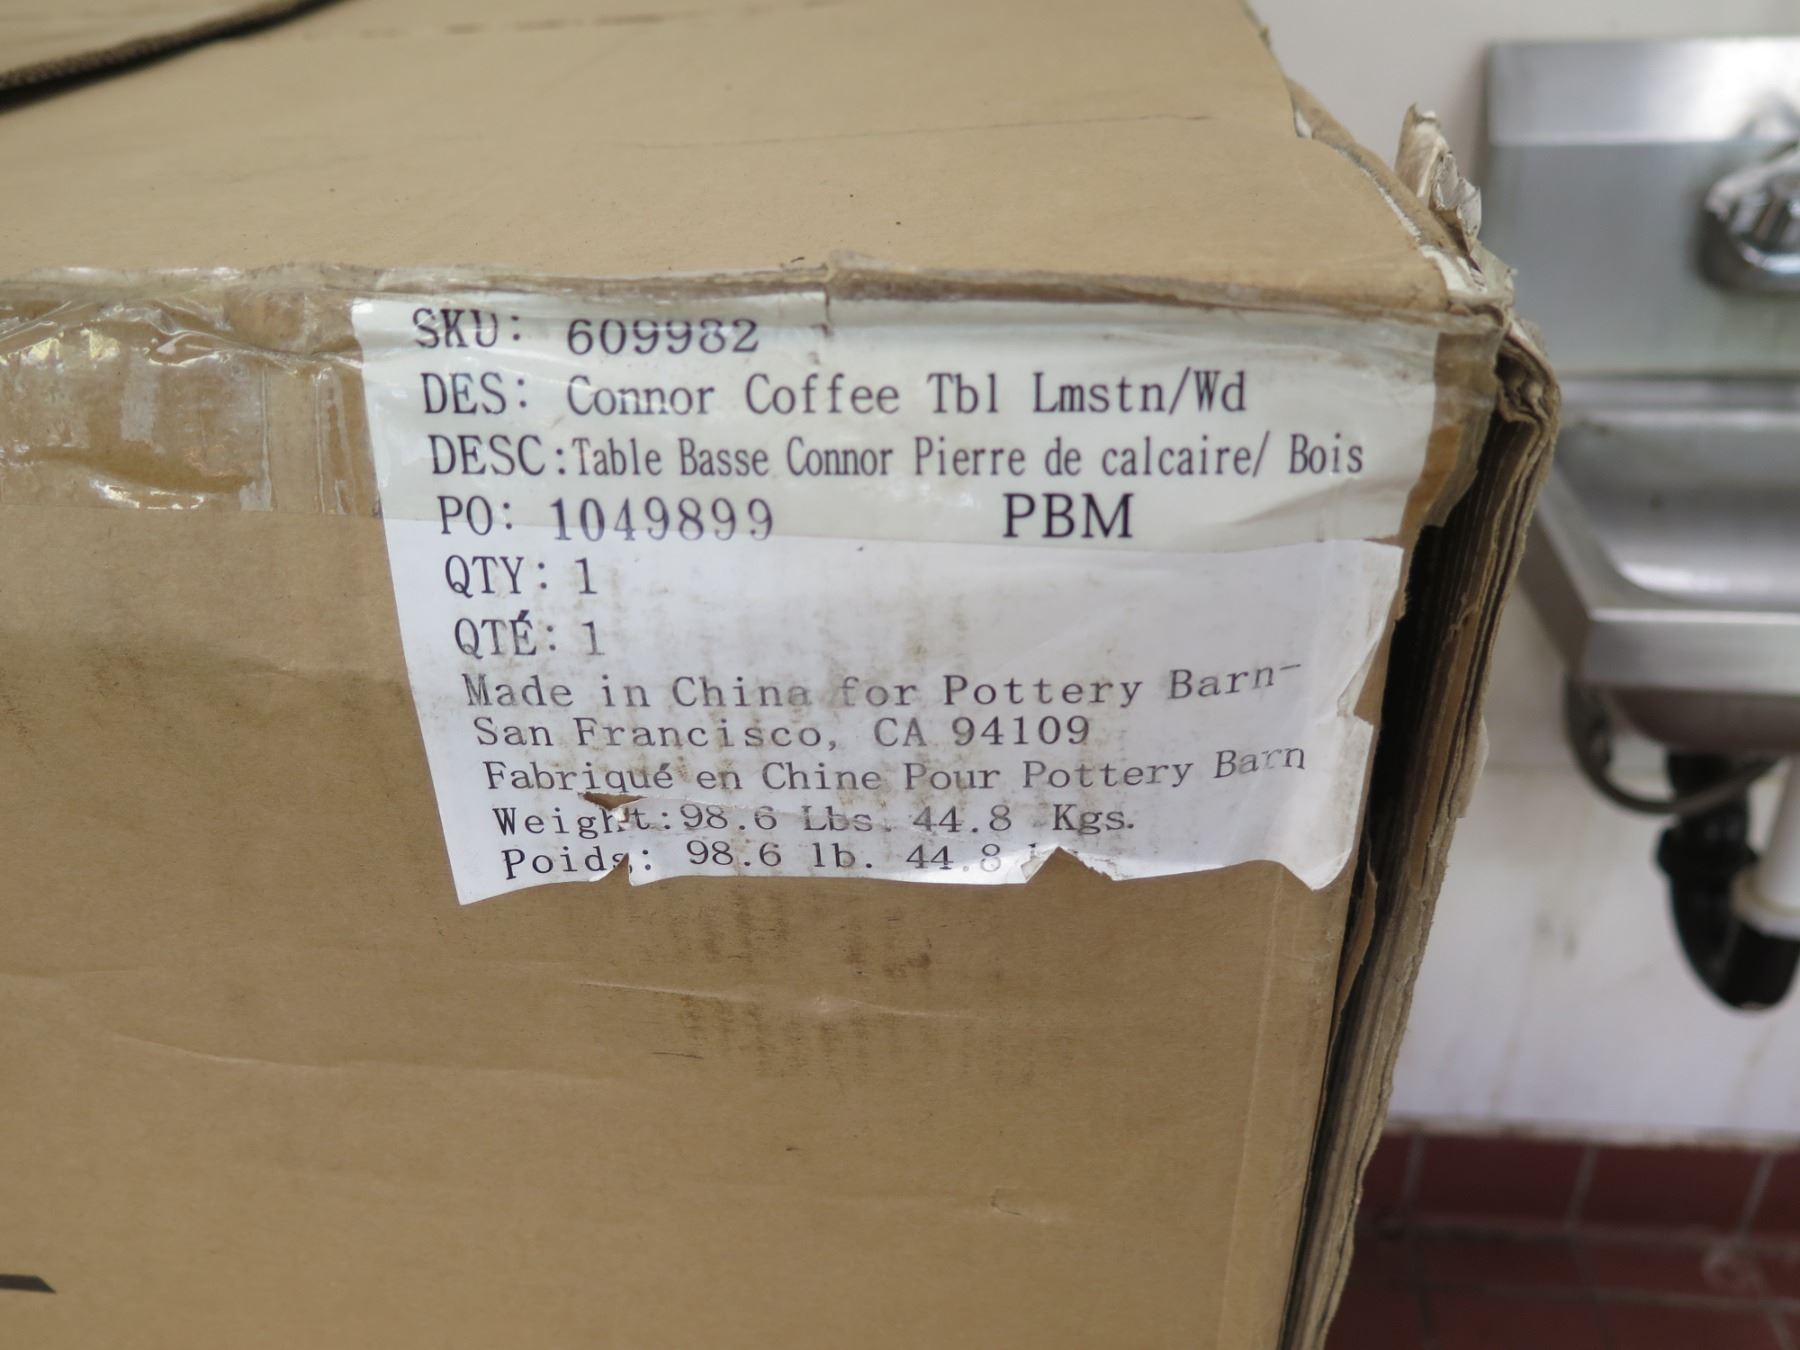 SKU: 609982
DES: Connor Coffee Tbl Lmstn/Wd
DESC:Table Basse Connor Pierre de calcaire/ Bois
PO: 1049899 PBM
QTY: 1
QTÉ: 1
Made in China for Pottery Barn-
San Francisco, CA 94109
Fabriqué en Chine Pour Pottery Barn
Weight:98.6 Lbs. 44.8 Kgs.
Poids: 98.6 lb. 44.8